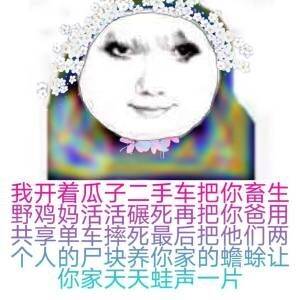 我开着瓜子二手车把你畜生
野鸡妈活活碾死再把你爸用
共享单车摔死最后把他们两
个人的尸块养你家的蟾蜍让
你家天天蛙声一片